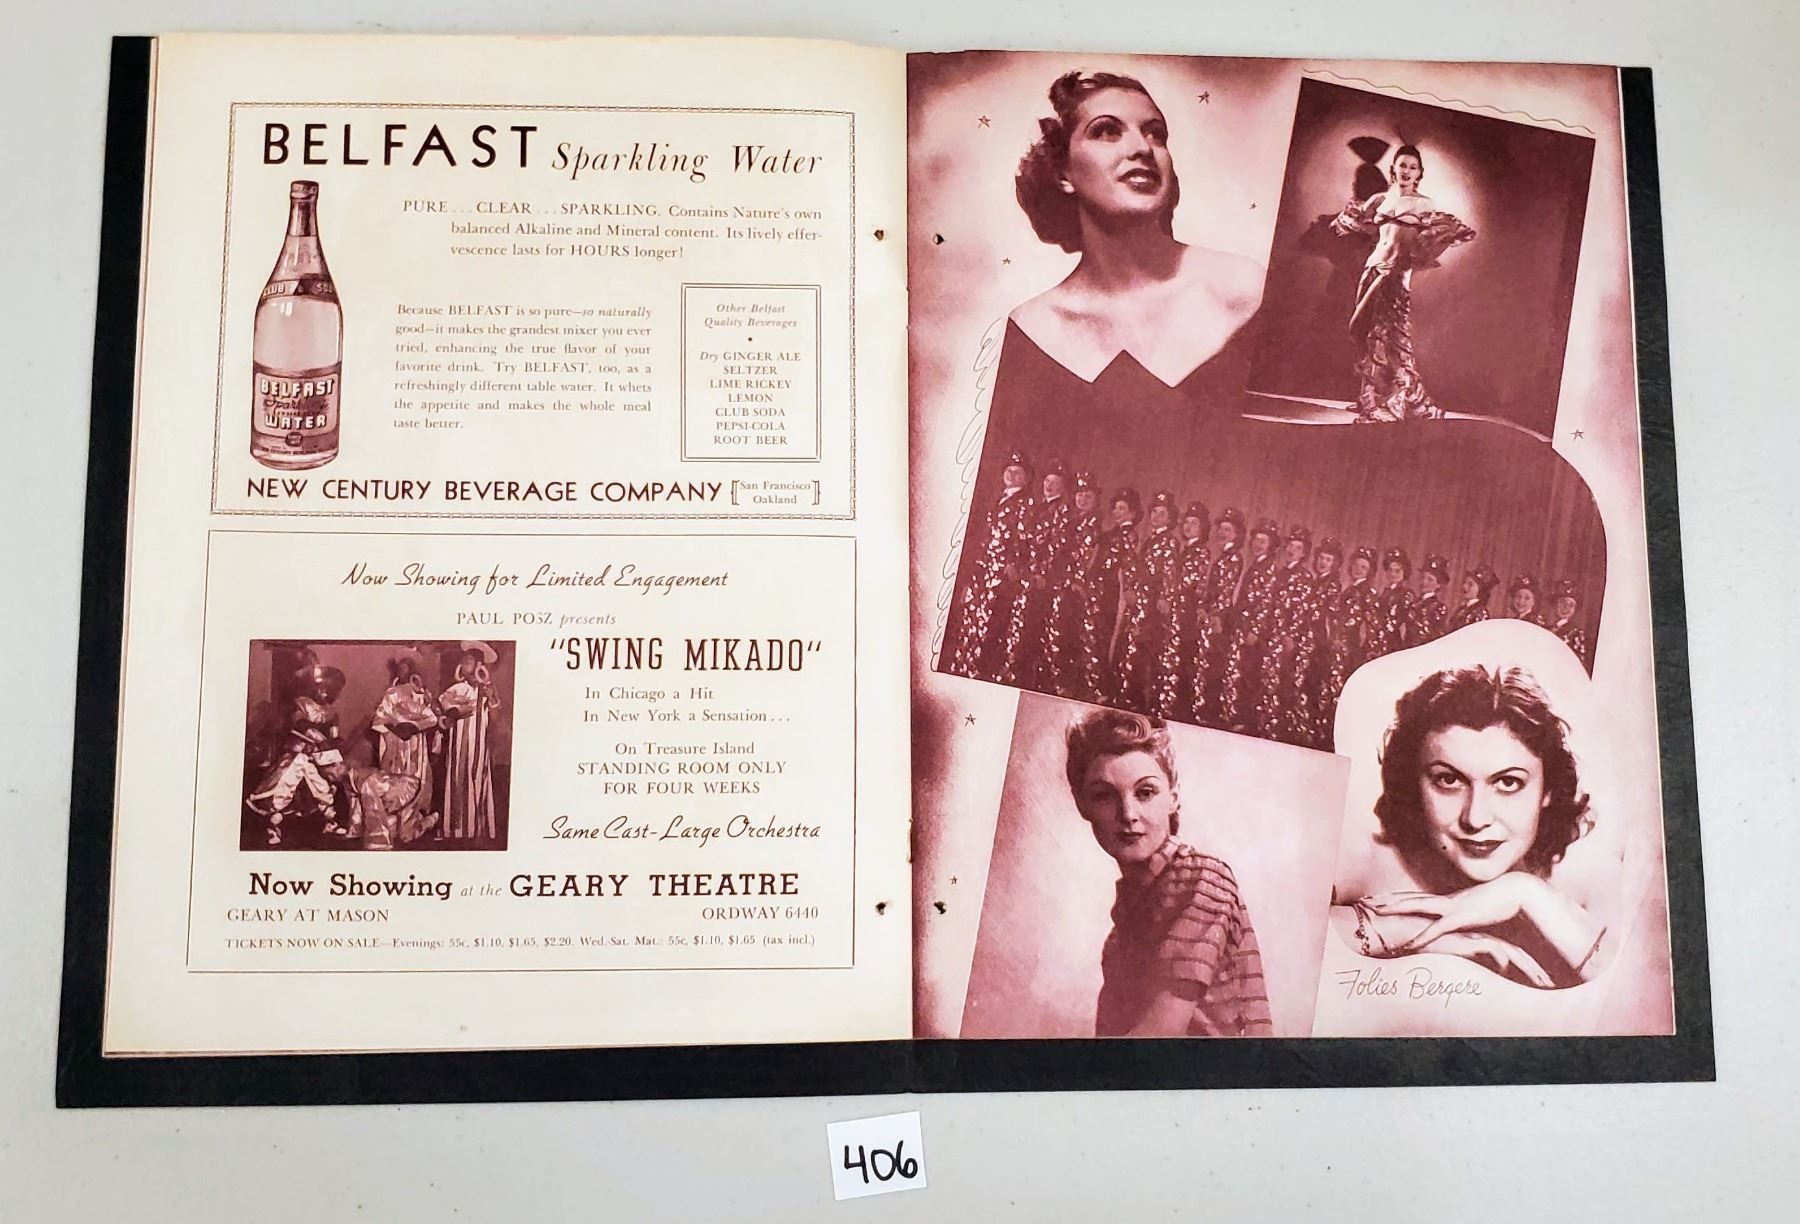 BELFAST Sparkling Water
PURE... CLEAR... SPARKLING. Contains Nature's own
balanced Alkaline and Mineral content. Its lively effer-
vescence lasts for HOURS longer!
CLUB
BELFAST
Sparkling
WATER
Because BELFAST is so pure—so naturally
good—it makes the grandest mixer you ever
tried, enhancing the true flavor of your
favorite drink. Try BELFAST, too, as a
refreshingly different table water. It whets
the appetite and makes the whole meal
taste better.
Other Belfast
Quality Beverages
Dry GINGER ALE
SELTZER
LIME RICKEY
LEMON
CLUB SODA
PEPSI-COLA
ROOT BEER
NEW CENTURY BEVERAGE COMPANY [San Francisco
Oakland]
Now Showing for Limited Engagement
PAUL POSZ presents
"SWING MIKADO"
In Chicago a Hit
In New York a Sensation...
On Treasure Island
STANDING ROOM ONLY
FOR FOUR WEEKS
Same Cast-Large Orchestra
Now Showing at the GEARY THEATRE
GEARY AT MASON ORDWAY 6440
TICKETS NOW ON SALE—Evenings: 55c, $1.10, $1.65, $2.20. Wed.-Sat. Mat.: 55c, $1.10, $1.65 (tax incl.)
Folies Bergere
406